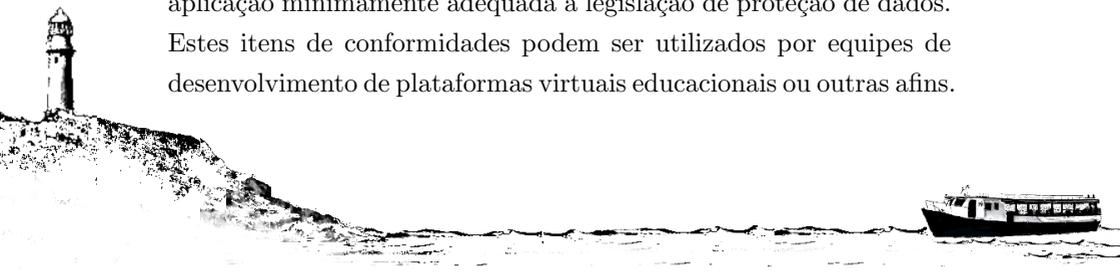 aplicação minimamente adequada à legislação de proteção de dados.
Estes itens de conformidades podem ser utilizados por equipes de
desenvolvimento de plataformas virtuais educacionais ou outras afins.